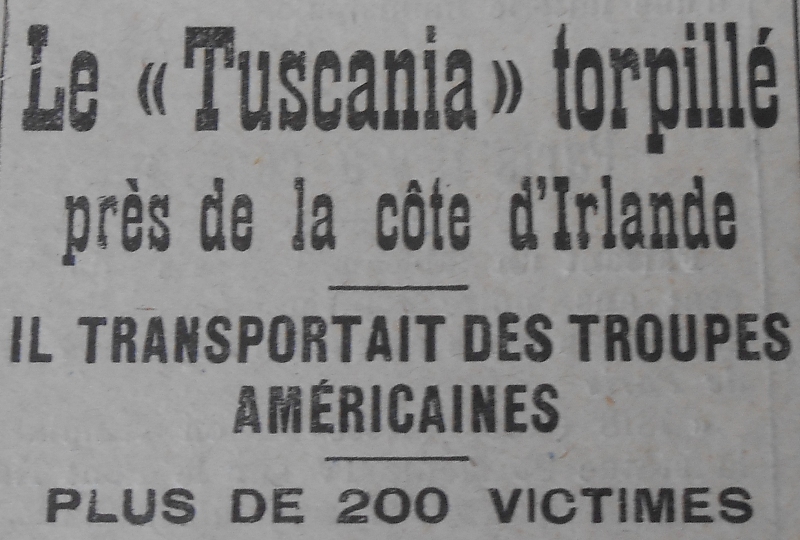 Le « Tuscania » torpillé
près de la côte d'Irlande
IL TRANSPORTAIT DES TROUPES
AMÉRICAINES
PLUS DE 200 VICTIMES